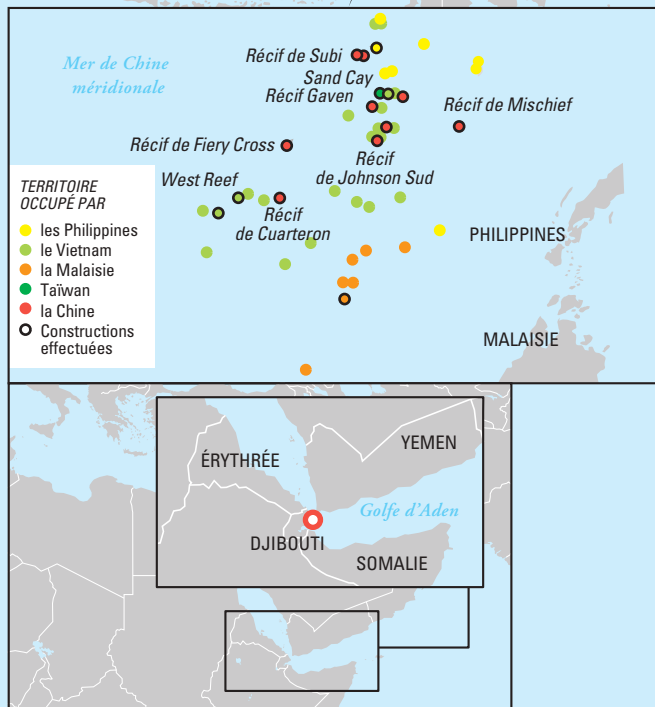 Mer de Chine
méridionale
Récif de Subi
Sand Cay
Récif Gaven
Récif de Mischief
Récif de Fiery Cross
Récif
de Johnson Sud
West Reef
Récif
de Cuarteron
TERRITOIRE
OCCUPÉ PAR
les Philippines
le Vietnam
la Malaisie
Taïwan
la Chine
Constructions
effectuées
PHILIPPINES
MALAISIE
YEMEN
ÉRYTHRÉE
Golfe d'Aden
DJIBOUTI
SOMALIE